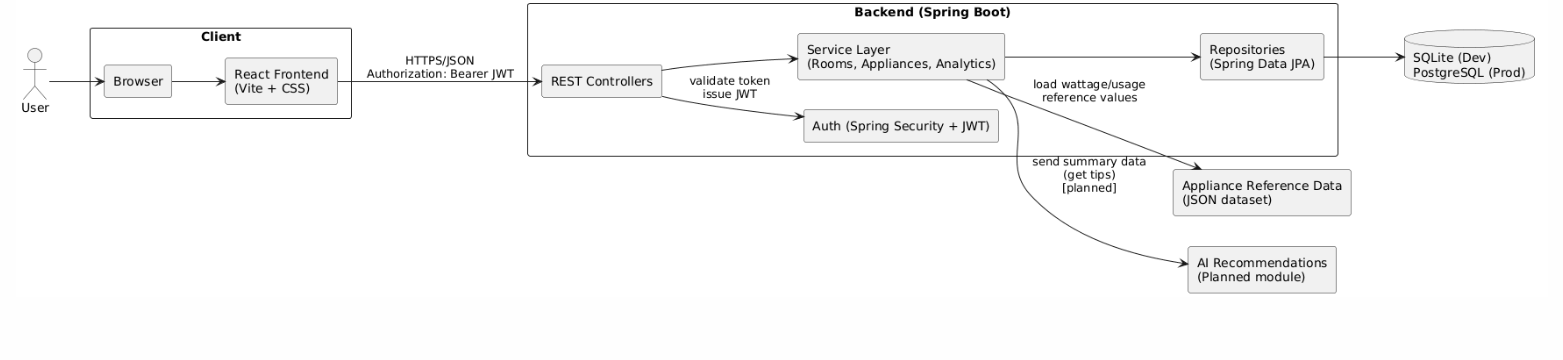 User
Client
Browser
React Frontend
(Vite + CSS)
HTTPS/JSON
Authorization: Bearer JWT
Backend (Spring Boot)
REST Controllers
validate token
issue JWT
Service Layer
(Rooms, Appliances, Analytics)
Auth (Spring Security + JWT)
load wattage/usage
reference values
send summary data
(get tips)
[planned]
Repositories
(Spring Data JPA)
SQLite (Dev)
PostgreSQL (Prod)
Appliance Reference Data
(JSON dataset)
AI Recommendations
(Planned module)